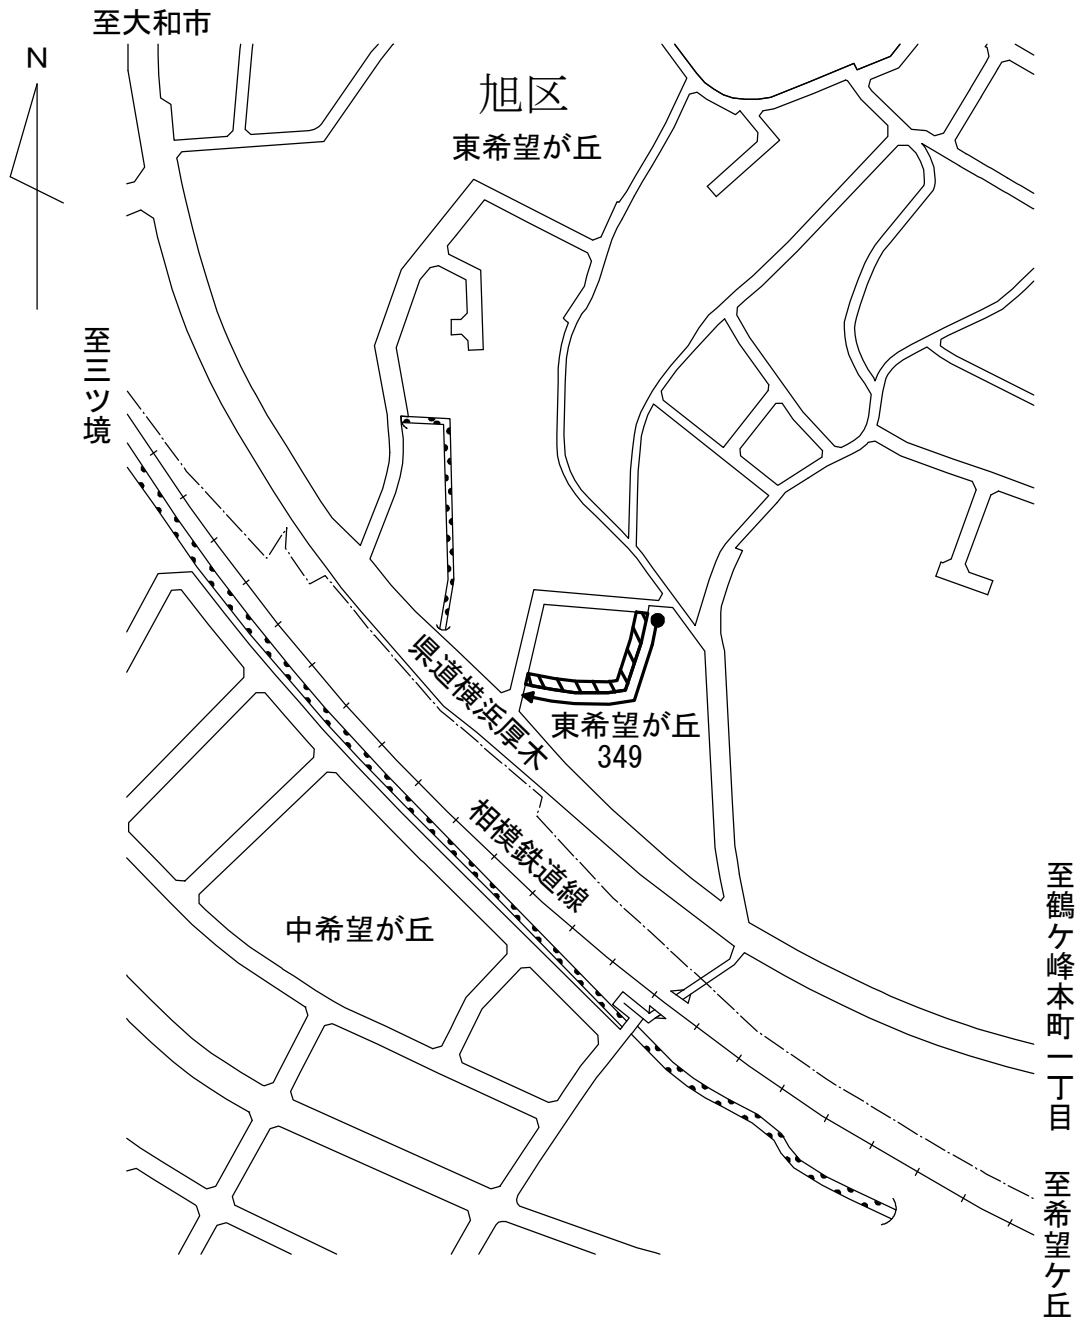 至大和市
N
旭区
東希望が丘
至三ツ境
県道横浜厚木
東希望が丘
349
相模鉄道線
中希望が丘
至鶴ケ峰本町一丁目
至希望ケ丘